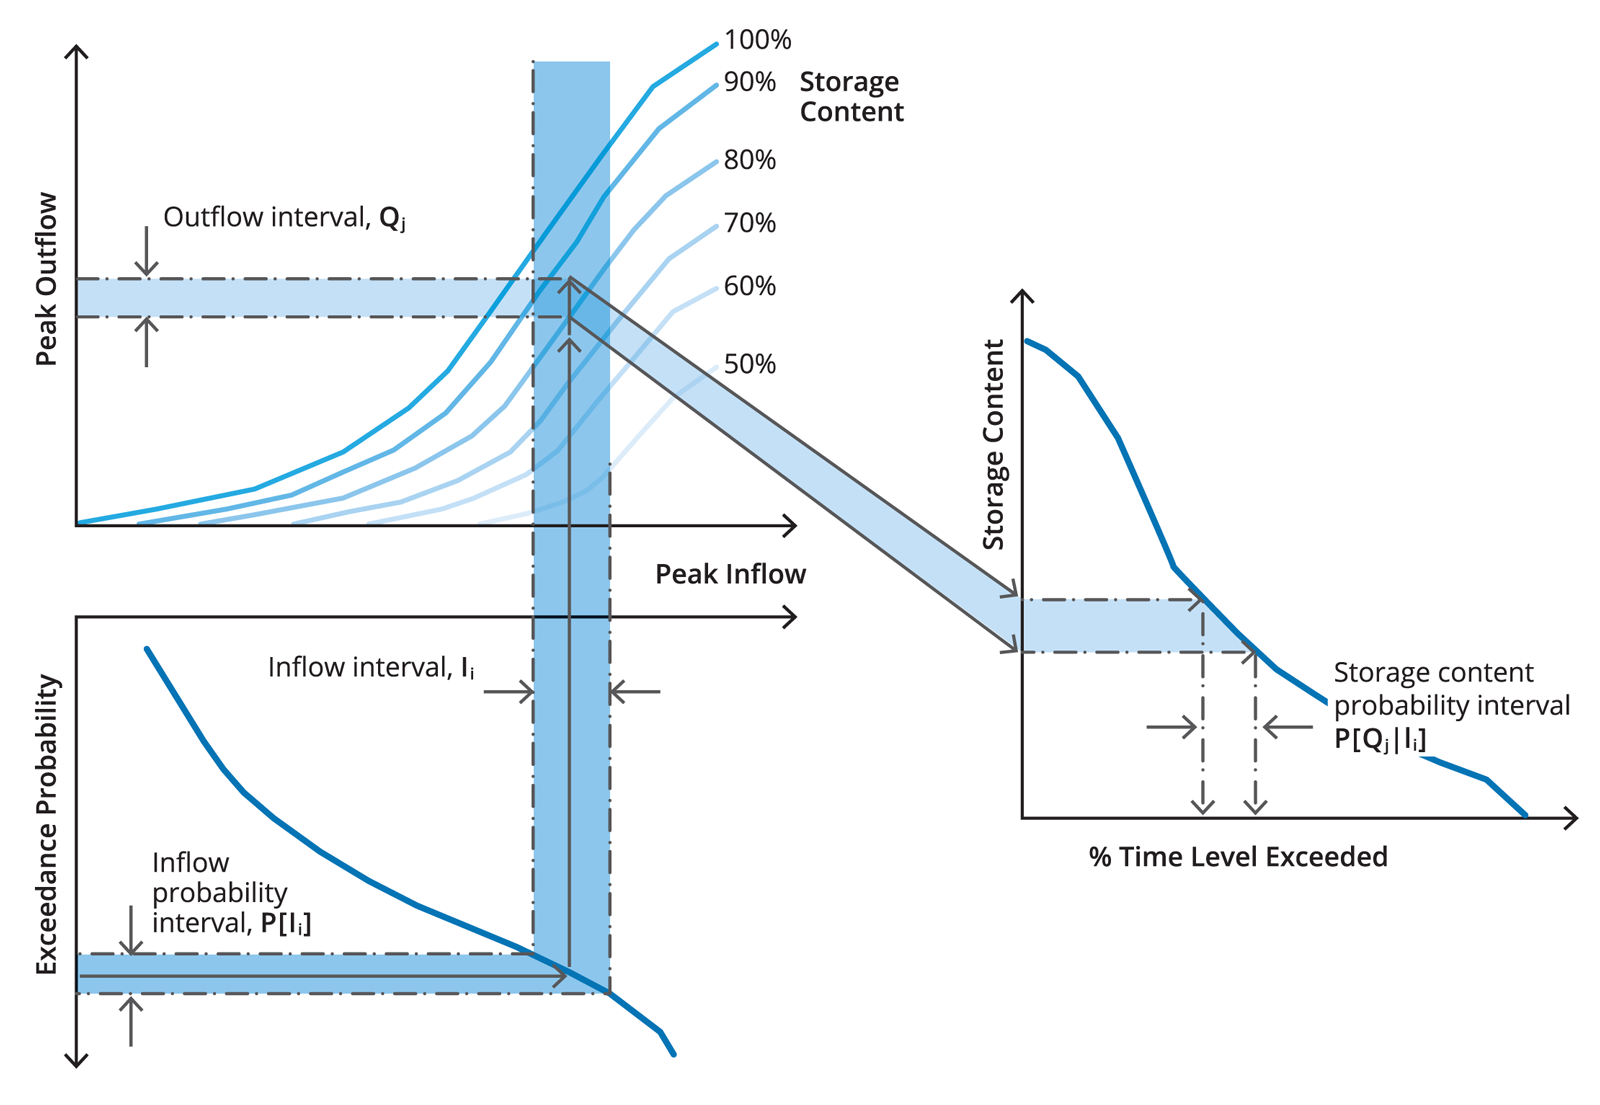 100%
90%
Storage
Content
80%
70%
60%
50%
Peak Outflow
Outflow interval, Qj
Peak Inflow
Inflow interval, Ii
Exceedance Probability
Inflow
probability
interval, P[Ii]
Storage Content
Storage content
probability interval
P[Qj|Ii]
% Time Level Exceeded